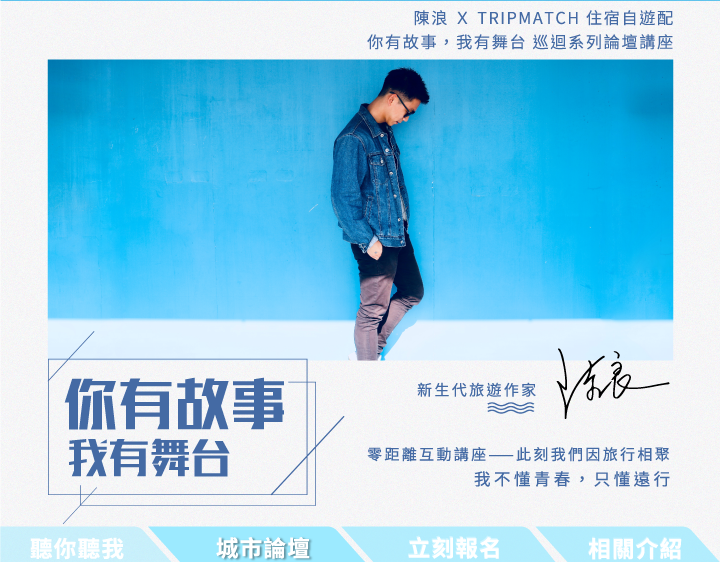 陳浪 X TRIPMATCH 住宿自遊配
你有故事，我有舞台 巡迴系列論壇講座
你有故事
我有舞台
新生代旅遊作家
陳浪
零距離互動講座——此刻我們因旅行相聚
我不懂青春，只懂遠行
聽你聽我
城市論壇
立刻報名
相關介紹